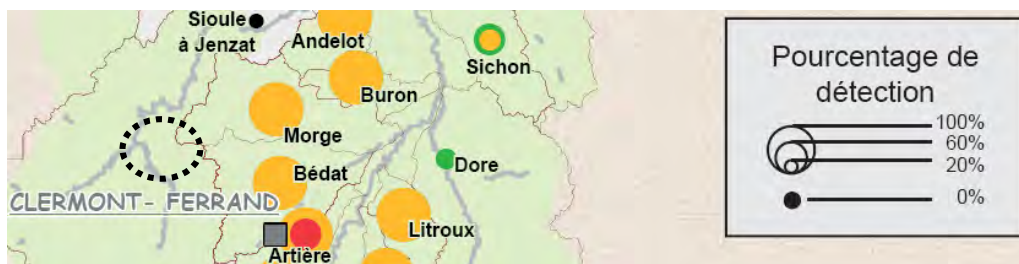 Sioule
à Jenzat
Andelot
Sichon
Buron
Morge
Bédat
Dore
CLERMONT- FERRAND
Litroux
Artière
Pourcentage de
détection
100%
60%
20%
0%